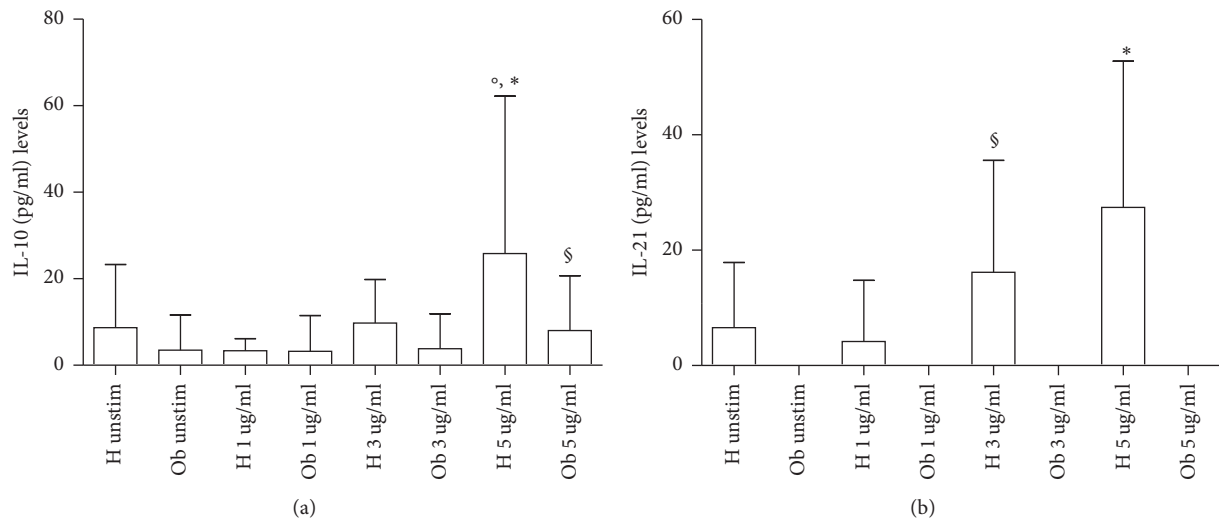 IL-10 (pg/ml) levels
80
60
40
20
0
°, *
§
H unstim
Ob unstim
H 1 ug/ml
Ob 1 ug/ml
H 3 ug/ml
Ob 3 ug/ml
H 5 ug/ml
Ob 5 ug/ml
(a)
IL-21 (pg/ml) levels
60
40
20
0
§
*
H unstim
Ob unstim
H 1 ug/ml
Ob 1 ug/ml
H 3 ug/ml
Ob 3 ug/ml
H 5 ug/ml
Ob 5 ug/ml
(b)